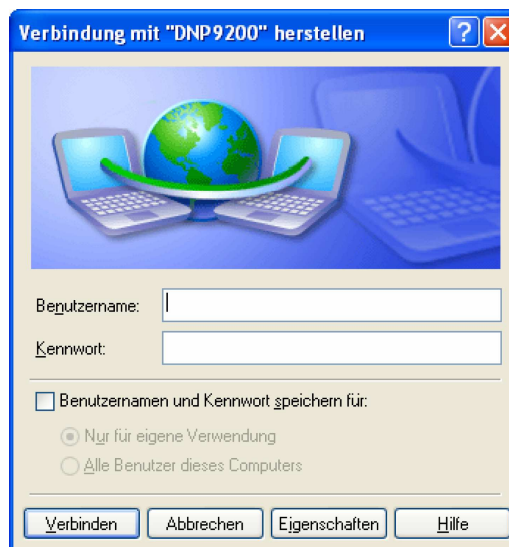 Verbindung mit "DNP9200" herstellen
Benutzername:
Kennwort:
Benutzernamen und Kennwort speichern für:
Nur für eigene Verwendung
Alle Benutzer dieses Computers
Verbinden Abbrechen Eigenschaften Hilfe